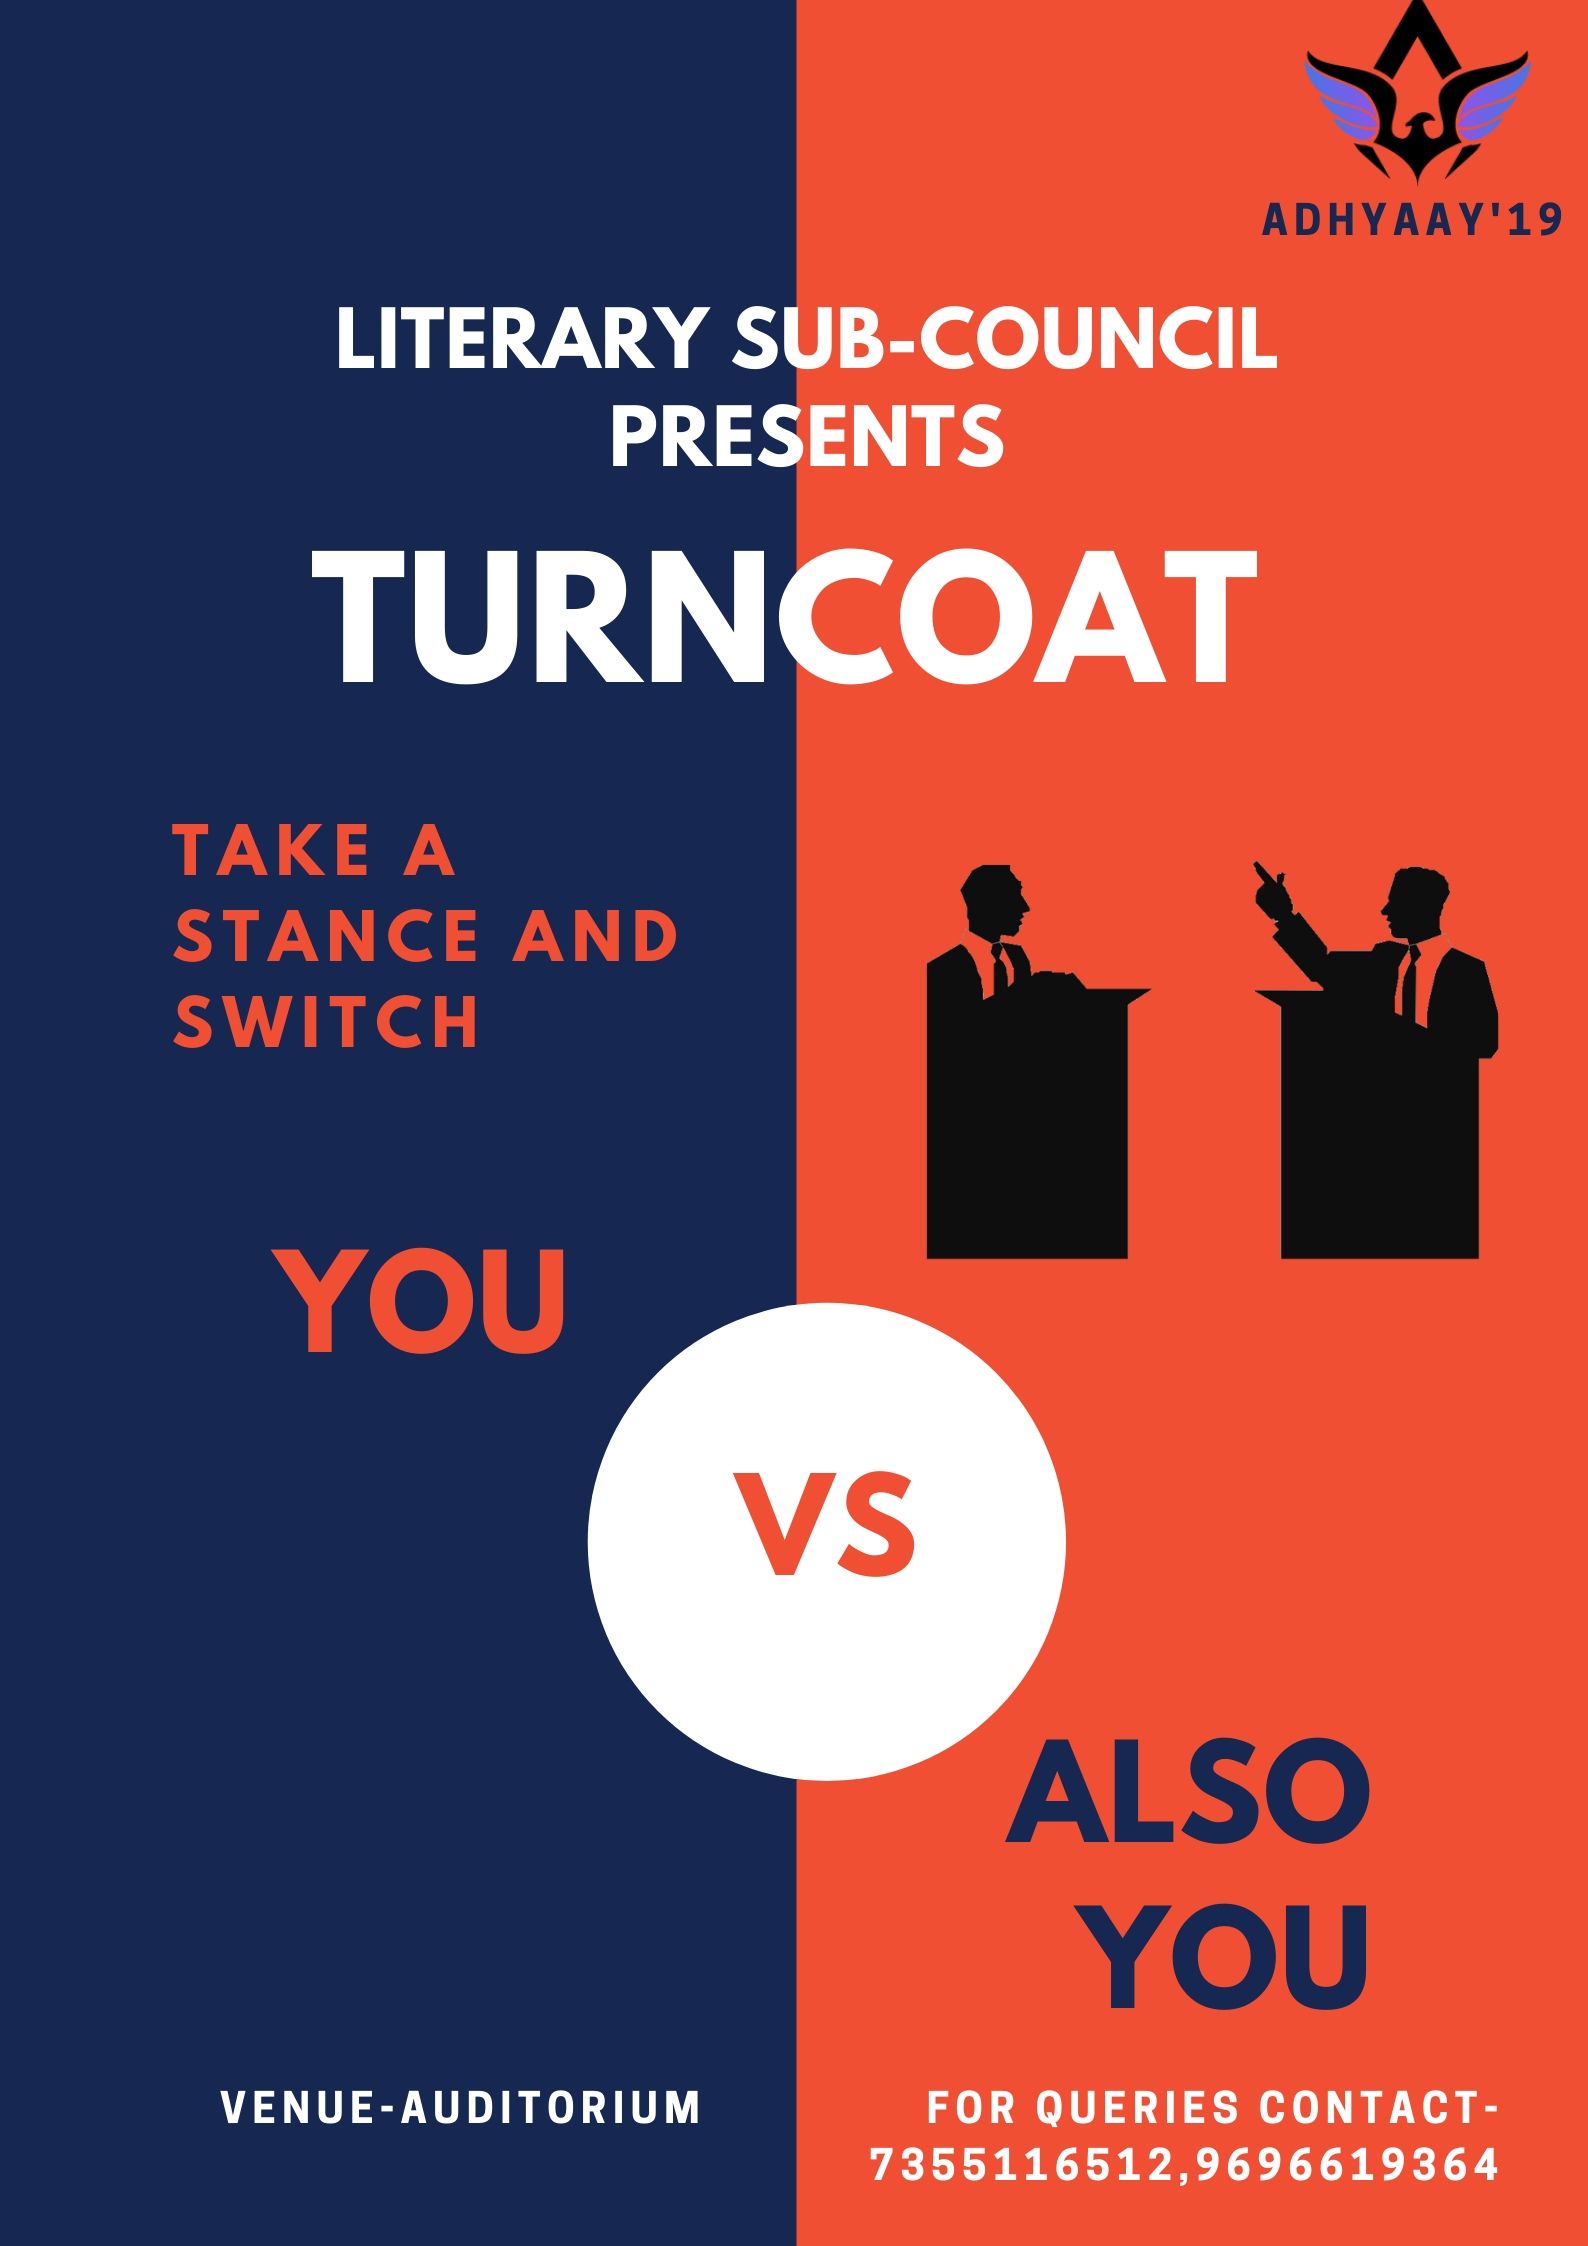 ADHYAAY'19
LITERARY SUB-COUNCIL
PRESENTS
TURNCOAT
TAKE A
STANCE AND
SWITCH
YOU
VS
ALSO
YOU
VENUE-AUDITORIUM
FOR QUERIES CONTACT-
7355116512,9696619364